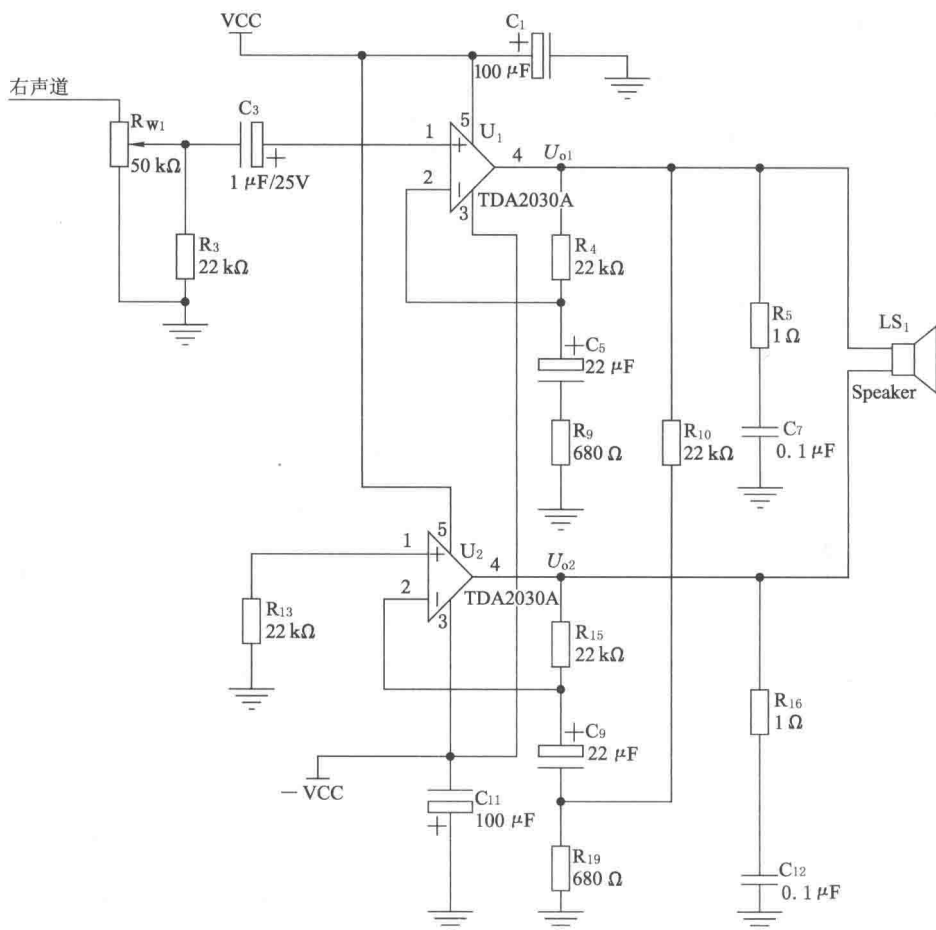 VCC
C1
+
100 μF
右声道
RW1
50 kΩ
C3
+
1 μF/25V
R3
22 kΩ
1
2
3
4
5
+
U1
TDA2030A
Uo1
R4
22 kΩ
+ C5
22 μF
R9
680 Ω
R10
22 kΩ
R5
1 Ω
C7
0.1 μF
LS1
Speaker
1
2
3
4
5
+
U2
TDA2030A
Uo2
R13
22 kΩ
R15
22 kΩ
+ C9
22 μF
R16
1 Ω
－VCC
C11
100 μF
+
R19
680 Ω
C12
0.1 μF